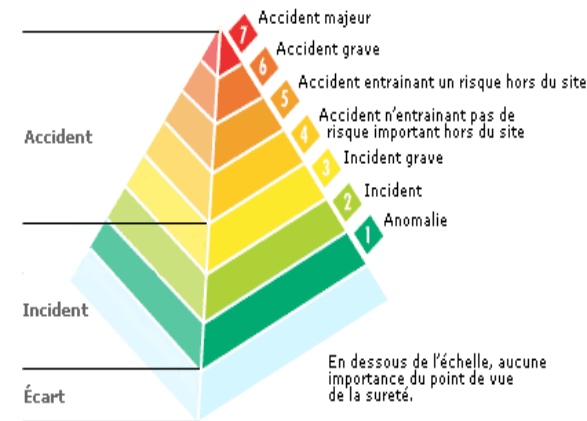 7 Accident majeur
6 Accident grave
5 Accident entrainant un risque hors du site
4 Accident n'entrainant pas de
risque important hors du site
3 Incident grave
2 Incident
1 Anomalie
Accident
Incident
Écart
En dessous de l'échelle, aucune
importance du point de vue
de la sureté.